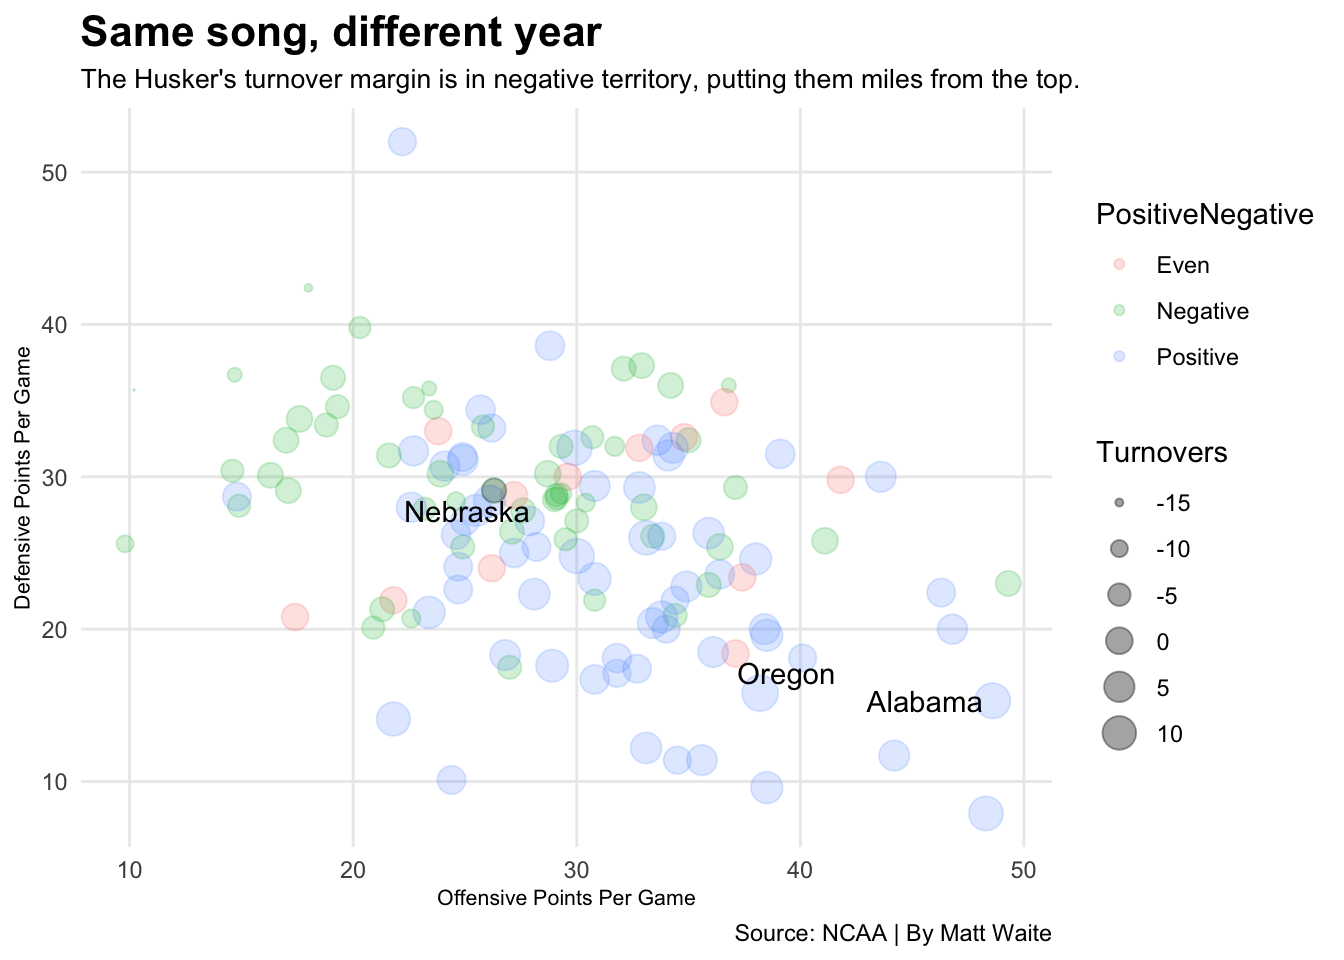 Same song, different year
The Husker's turnover margin is in negative territory, putting them miles from the top.
Defensive Points Per Game
50
40
30
20
10
Nebraska
Oregon
Alabama
10
20
30
40
50
Offensive Points Per Game
PositiveNegative
Even
Negative
Positive
Turnovers
-15
-10
-5
0
5
10
Source: NCAA | By Matt Waite